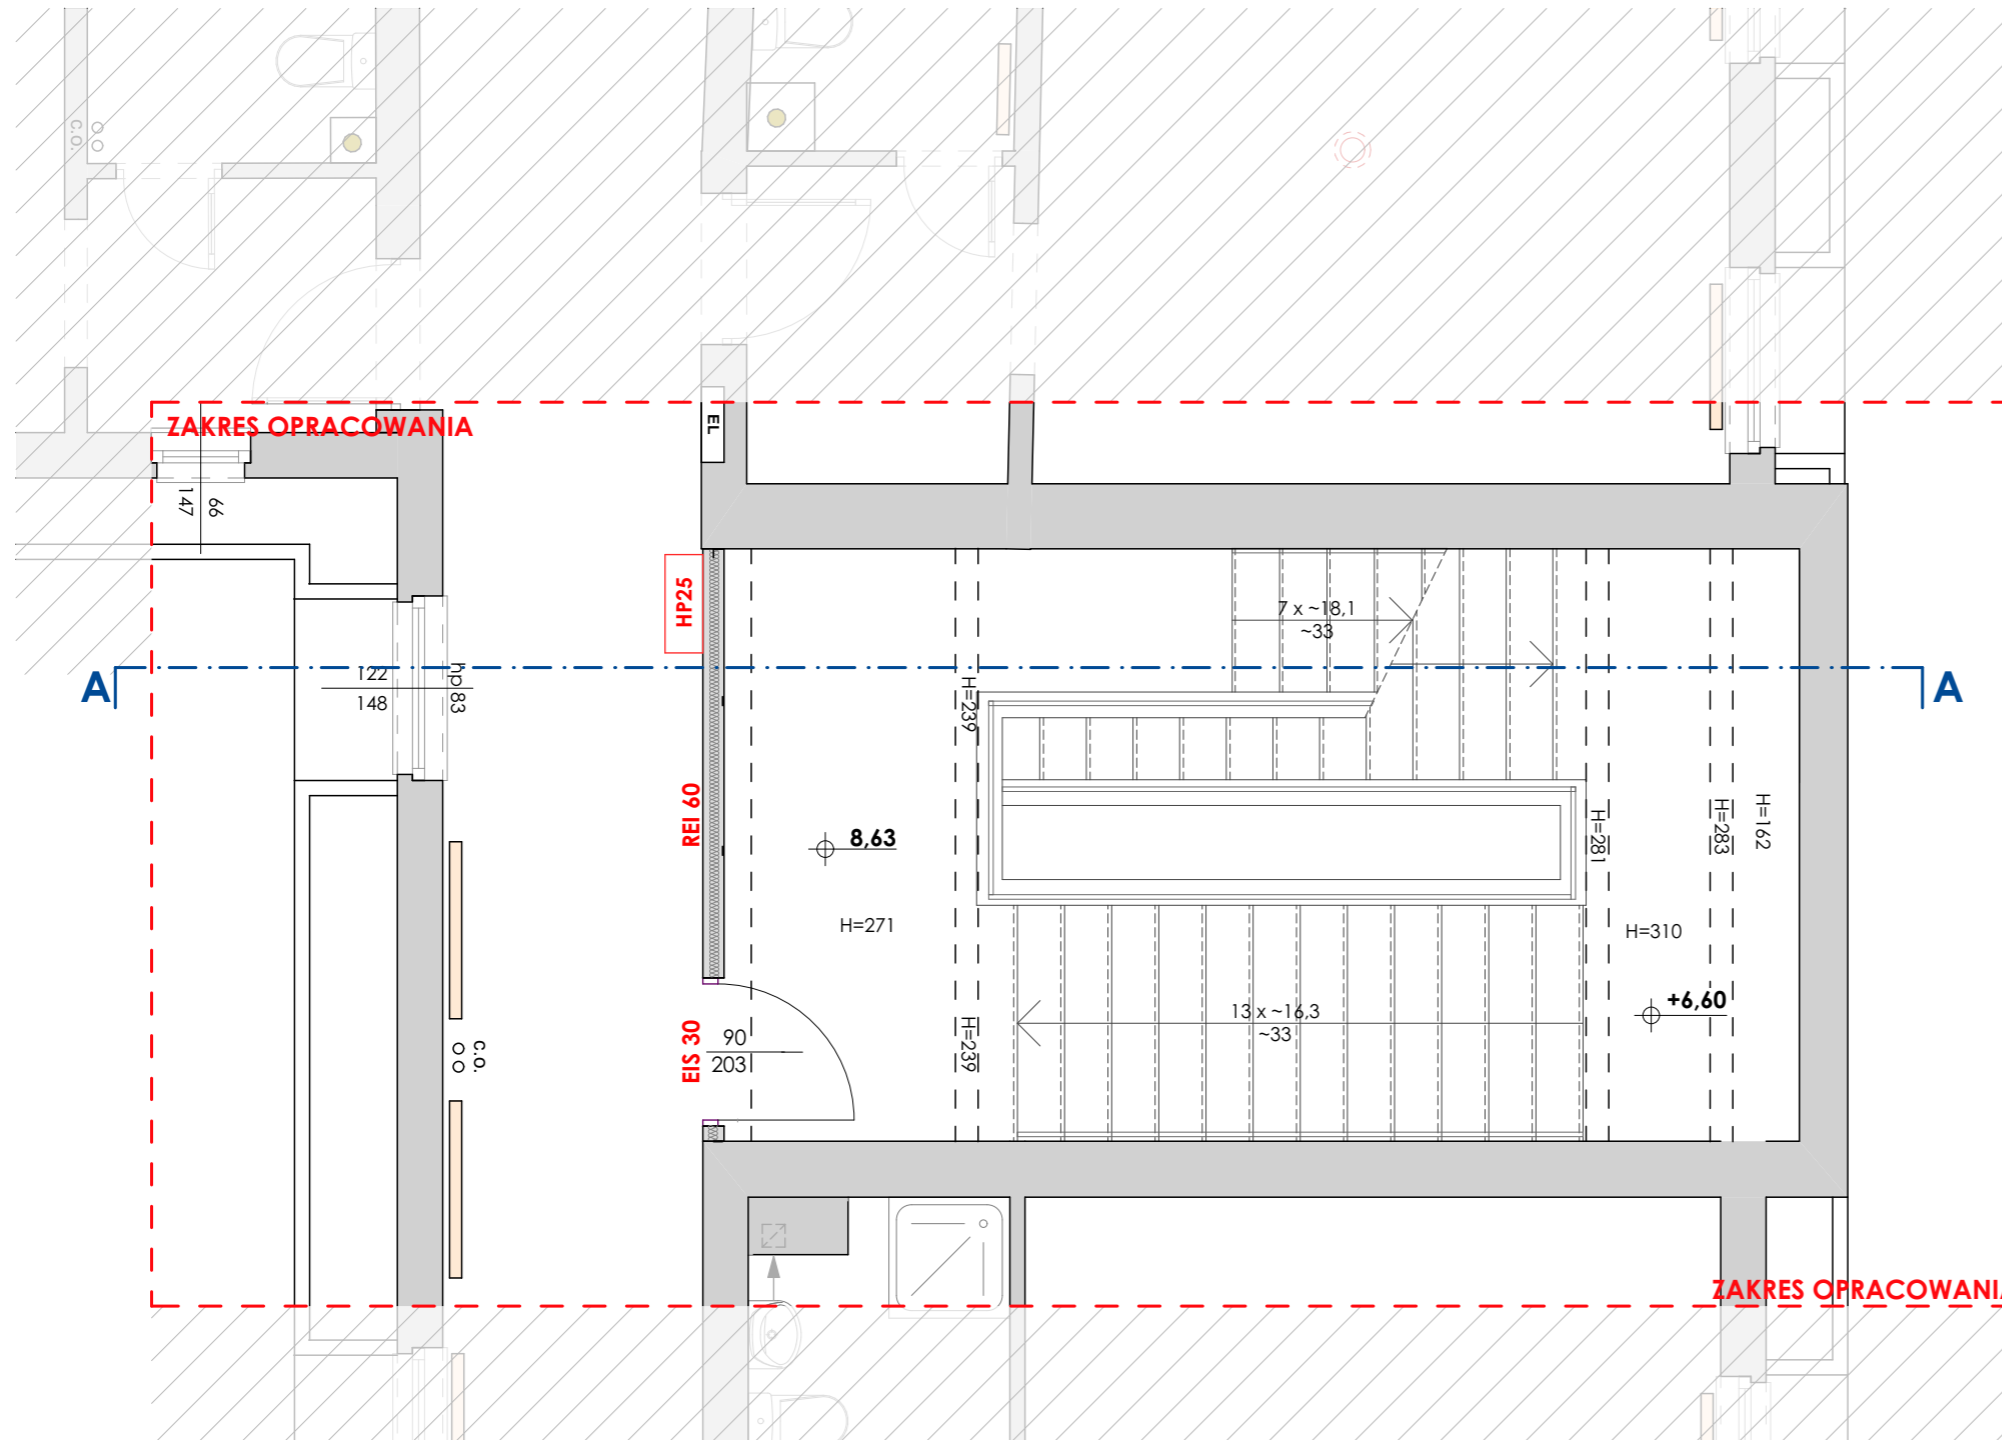 c.o.
ZAKRES OPRACOWANIA
EL
66
147
HP25
7 x ~18,1
~33
A
122
148
hp 83
H=239
A
REI 60
8,63
H=281
H=283
H=162
H=271
H=310
+6,60
EIS 30
90
203
H=239
13 x ~16,3
~33
c.o.
ZAKRES OPRACOWANIA